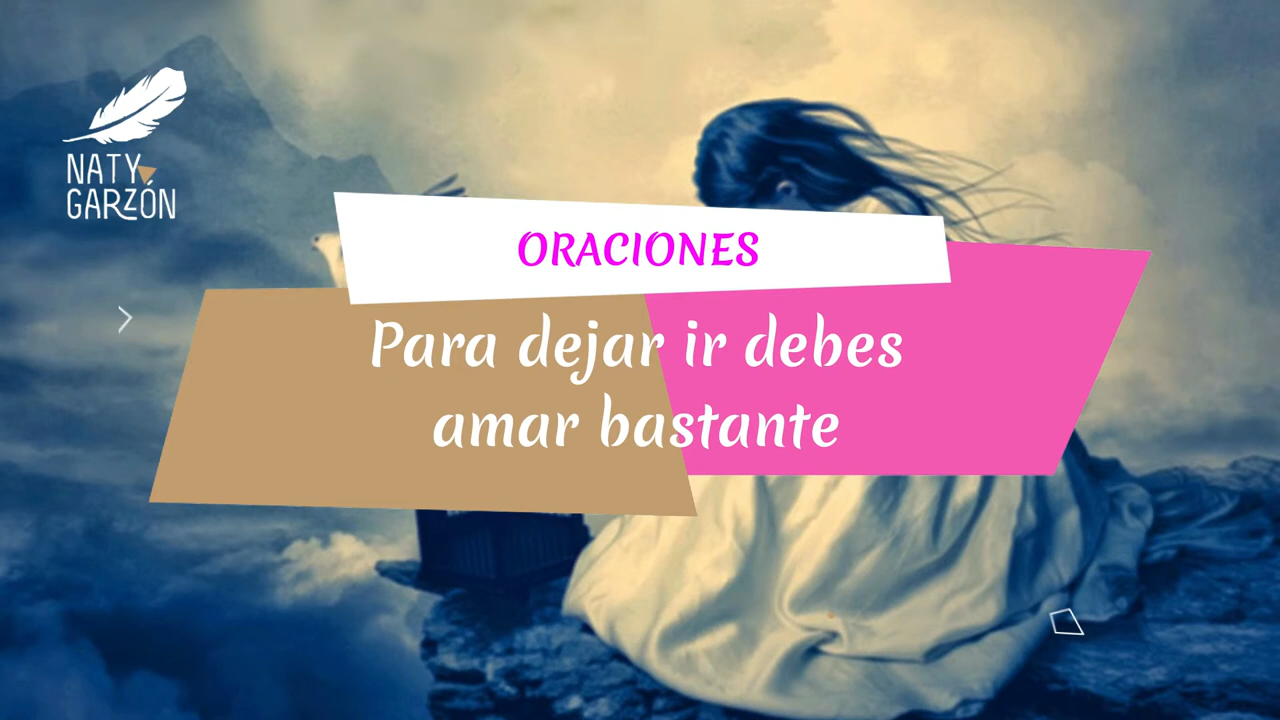 NATY
GARZÓN
ORACIONES
Para dejar ir debes
amar bastante